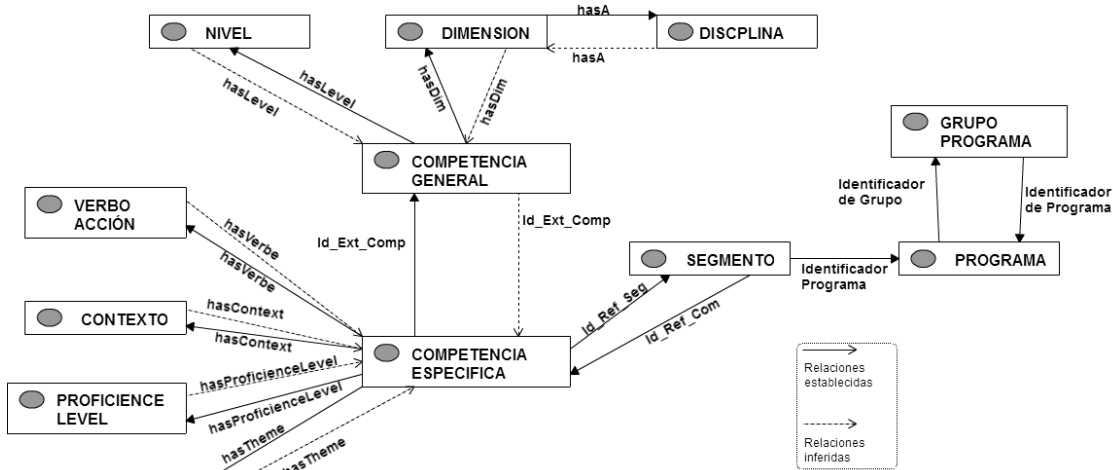 hasA
NIVEL
DIMENSION
DISCPLINA
hasA
hasLevel
hasLevel
hasDim
hasDim
GRUPO
PROGRAMA
COMPETENCIA
GENERAL
Identificador
de Grupo
Identificador
de Programa
VERBO
ACCIÓN
hasVerbe
hasVerbe
Id_Ext_Comp
Id_Ext_Comp
SEGMENTO
Identificador
Programa
PROGRAMA
CONTEXTO
hasContext
hasContext
Id_Ref_Seg
Id_Ref_Com
COMPETENCIA
ESPECIFICA
PROFICIENCE
LEVEL
hasProficienceLevel
hasProficienceLevel
hasTheme
hasTheme
Relaciones
establecidas
Relaciones
inferidas